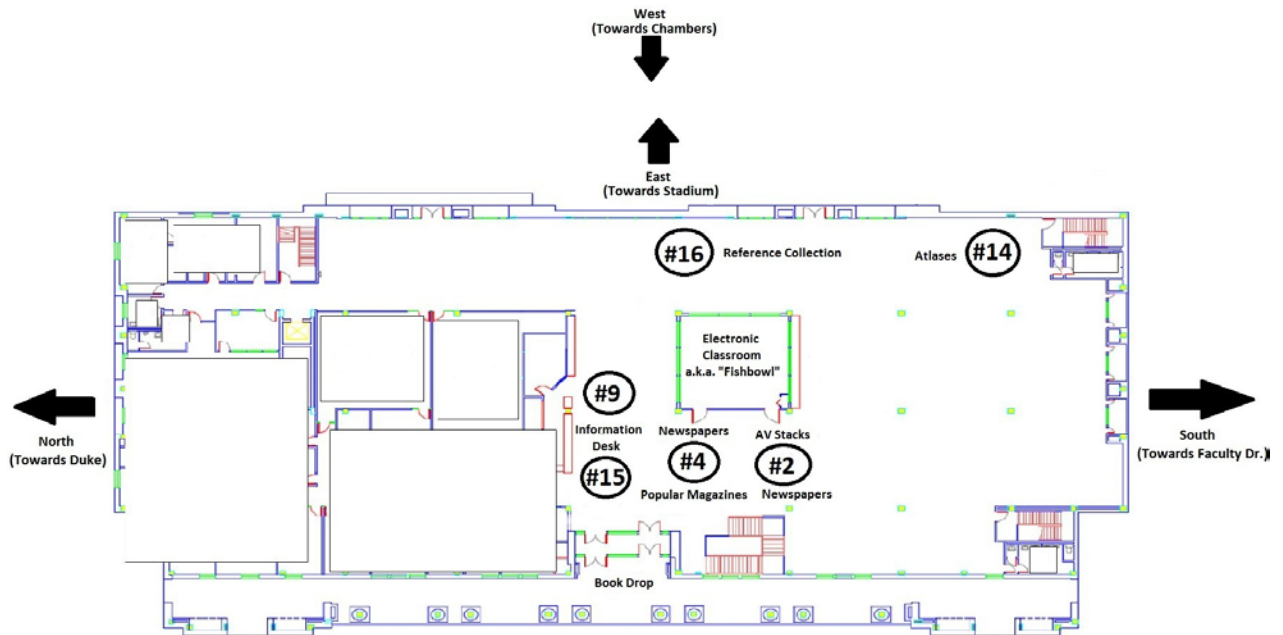 West
(Towards Chambers)
East
(Towards Stadium)
#16 Reference Collection
Atlases #14
Electronic
Classroom
a.k.a. "Fishbowl"
#9
Information
Desk
#15
Newspapers
#4
Popular Magazines
AV Stacks
#2
Newspapers
North
(Towards Duke)
South
(Towards Faculty Dr.)
Book Drop